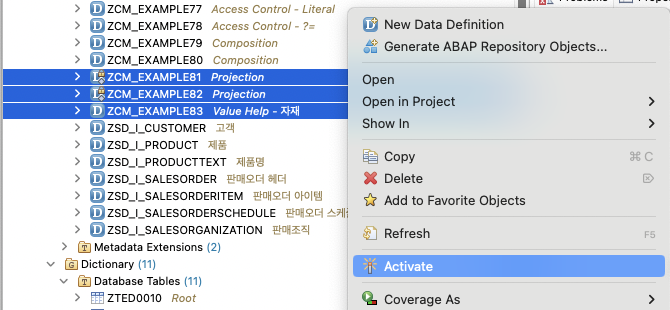 ZCM_EXAMPLE77 Access Control - Literal
ZCM_EXAMPLE78 Access Control - ?=
ZCM_EXAMPLE79 Composition
ZCM_EXAMPLE80 Composition
ZCM_EXAMPLE81 Projection
ZCM_EXAMPLE82 Projection
ZCM_EXAMPLE83 Value Help - 자재
ZSD_I_CUSTOMER 고객
ZSD_I_PRODUCT 제품
ZSD_I_PRODUCTTEXT 제품명
ZSD_I_SALESORDER 판매오더 헤더
ZSD_I_SALESORDERITEM 판매오더 아이템
ZSD_I_SALESORDERSCHEDULE 판매오더
ZSD_I_SALESORGANIZATION 판매조직
Metadata Extensions (2)
Dictionary (11)
Database Tables (11)
ZTED0010 Root
New Data Definition
Generate ABAP Repository Objects...
Open
Open in Project
Show In
Copy ⌘ C
Delete
Add to Favorite Objects
Refresh F5
Activate
Coverage As